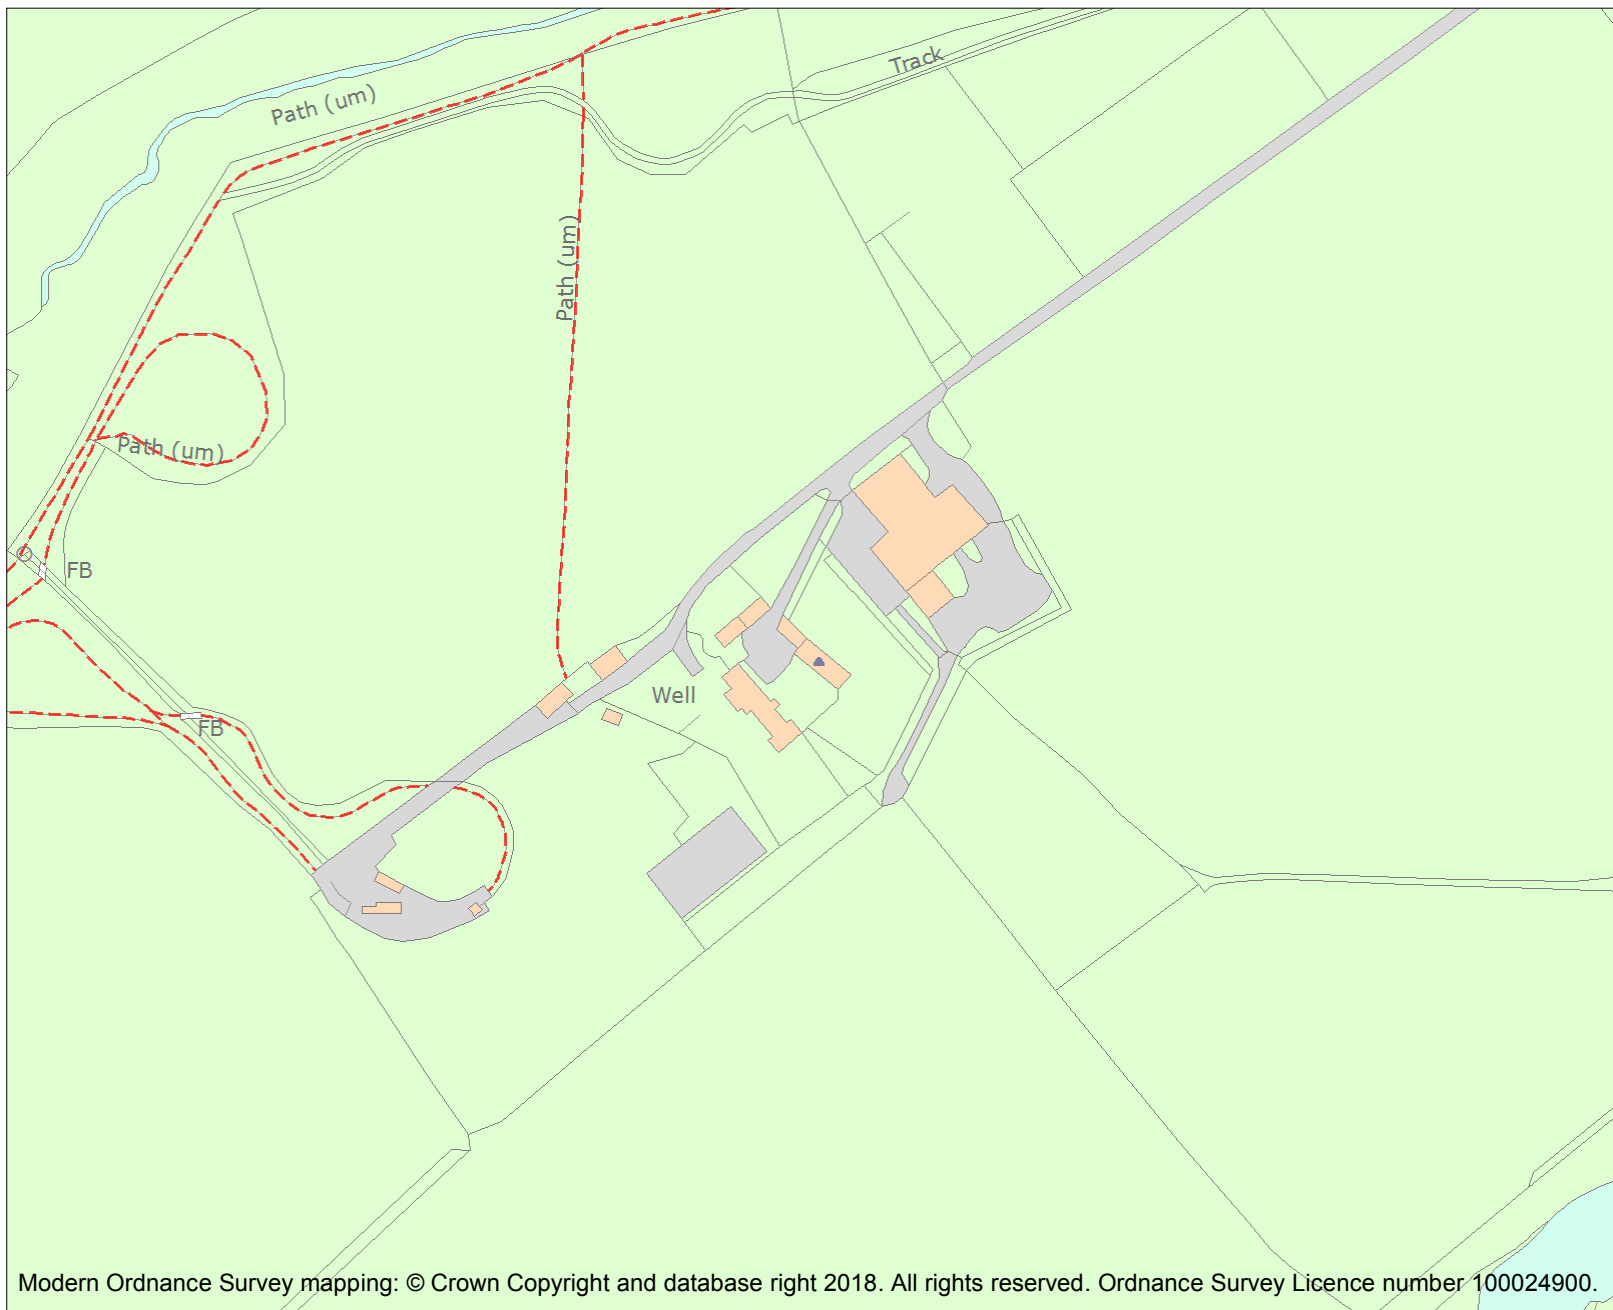 Track
Path (um)
Path (um)
Path (um)
FB
Well
FB
Modern Ordnance Survey mapping: © Crown Copyright and database right 2018. All rights reserved. Ordnance Survey Licence number 100024900.